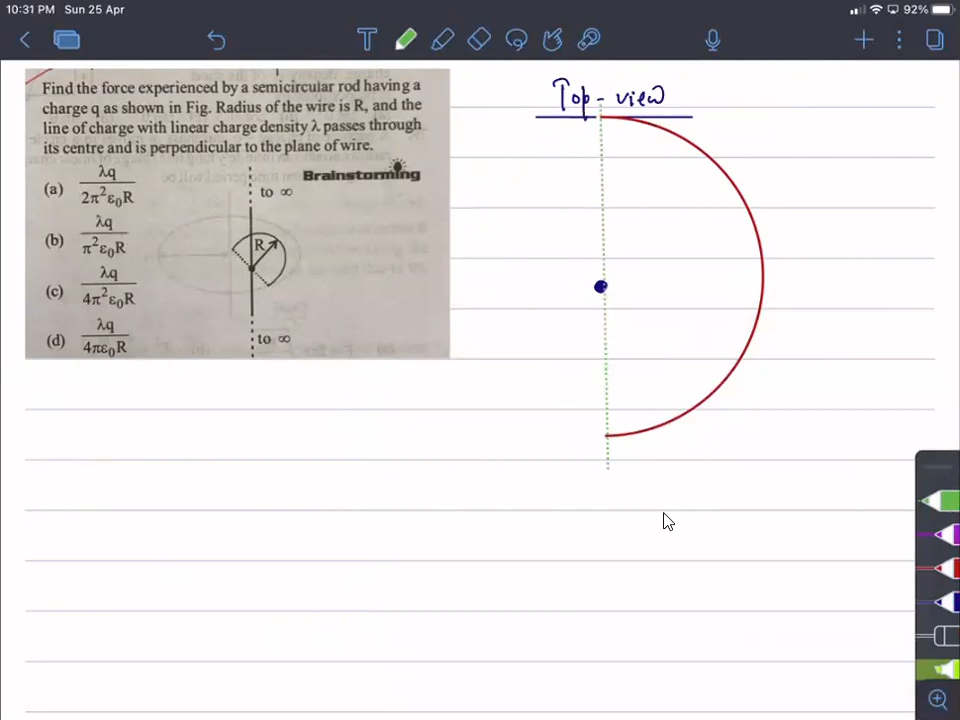 10:31 PM Sun 25 Apr
92%
Find the force experienced by a semicircular rod having a
charge q as shown in Fig. Radius of the wire is R, and the
line of charge with linear charge density λ passes through
its centre and is perpendicular to the plane of wire.
Brainstorming
(a) λq / 2π²ε₀R
(b) λq / π²ε₀R
(c) λq / 4π²ε₀R
(d) λq / 4πε₀R
to ∞
R
to ∞
Top-view